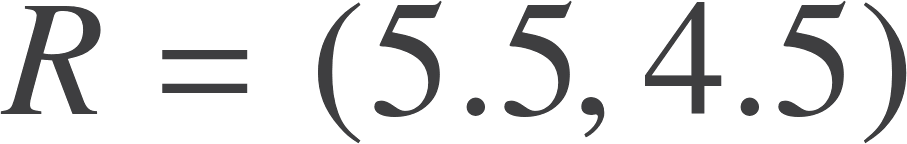 R = (5.5, 4.5)